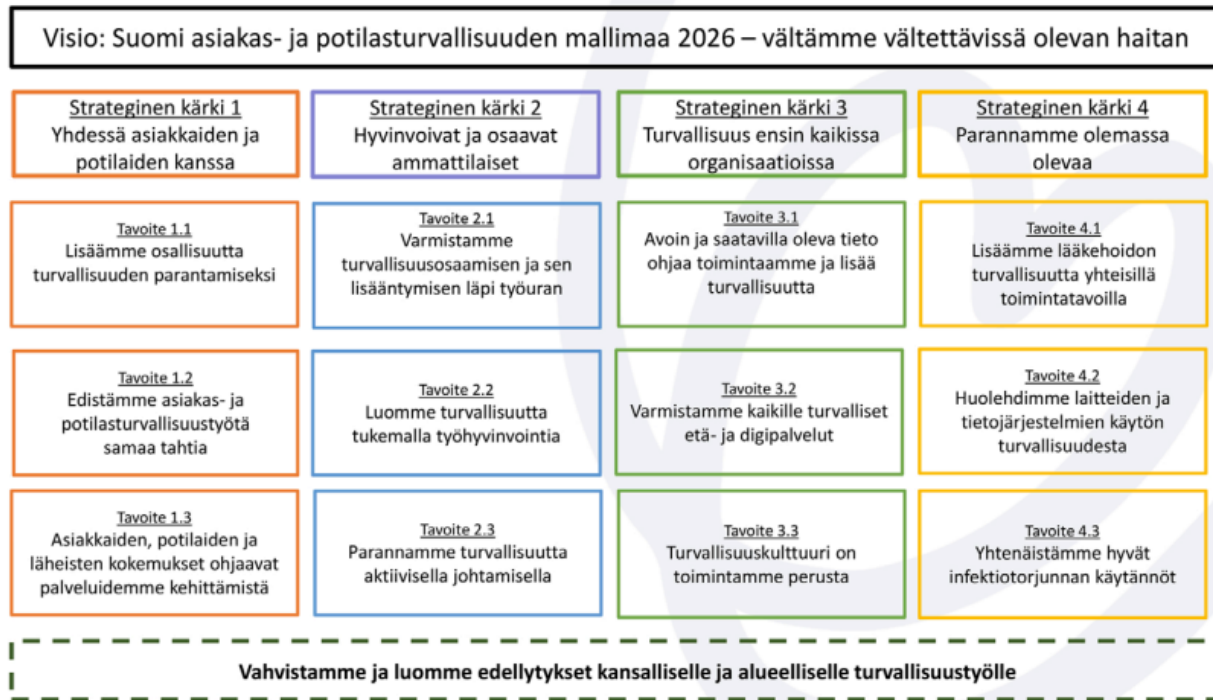 Visio: Suomi asiakas- ja potilasturvallisuuden mallimaa 2026 – vältämme vältettävissä olevan haitan
Strateginen kärki 1
Yhdessä asiakkaiden ja
potilaiden kanssa
Strateginen kärki 2
Hyvinvoivat ja osaavat
ammattilaiset
Strateginen kärki 3
Turvallisuus ensin kaikissa
organisaatioissa
Strateginen kärki 4
Parannamme olemassa
olevaa
Tavoite 1.1
Lisäämme osallisuutta
turvallisuuden parantamiseksi
Tavoite 2.1
Varmistamme
turvallisuusosaamisen ja sen
lisääntymisen läpi työuran
Tavoite 3.1
Avoin ja saatavilla oleva tieto
ohjaa toimintaamme ja lisää
turvallisuutta
Tavoite 4.1
Lisäämme lääkehoidon
turvallisuutta yhteisillä
toimintatavoilla
Tavoite 1.2
Edistämme asiakas- ja
potilasturvallisuustyötä
samaa tahtia
Tavoite 2.2
Luomme turvallisuutta
tukemalla työhyvinvointia
Tavoite 3.2
Varmistamme kaikille turvalliset
etä- ja digipalvelut
Tavoite 4.2
Huolehdimme laitteiden ja
tietojärjestelmien käytön
turvallisuudesta
Tavoite 1.3
Asiakkaiden, potilaiden ja
läheisten kokemukset ohjaavat
palveluidemme kehittämistä
Tavoite 2.3
Parannamme turvallisuutta
aktiivisella johtamisella
Tavoite 3.3
Turvallisuuskulttuuri on
toimintamme perusta
Tavoite 4.3
Yhtenäistämme hyvät
infektiotorjunnan käytännöt
Vahvistamme ja luomme edellytykset kansalliselle ja alueelliselle turvallisuustyölle